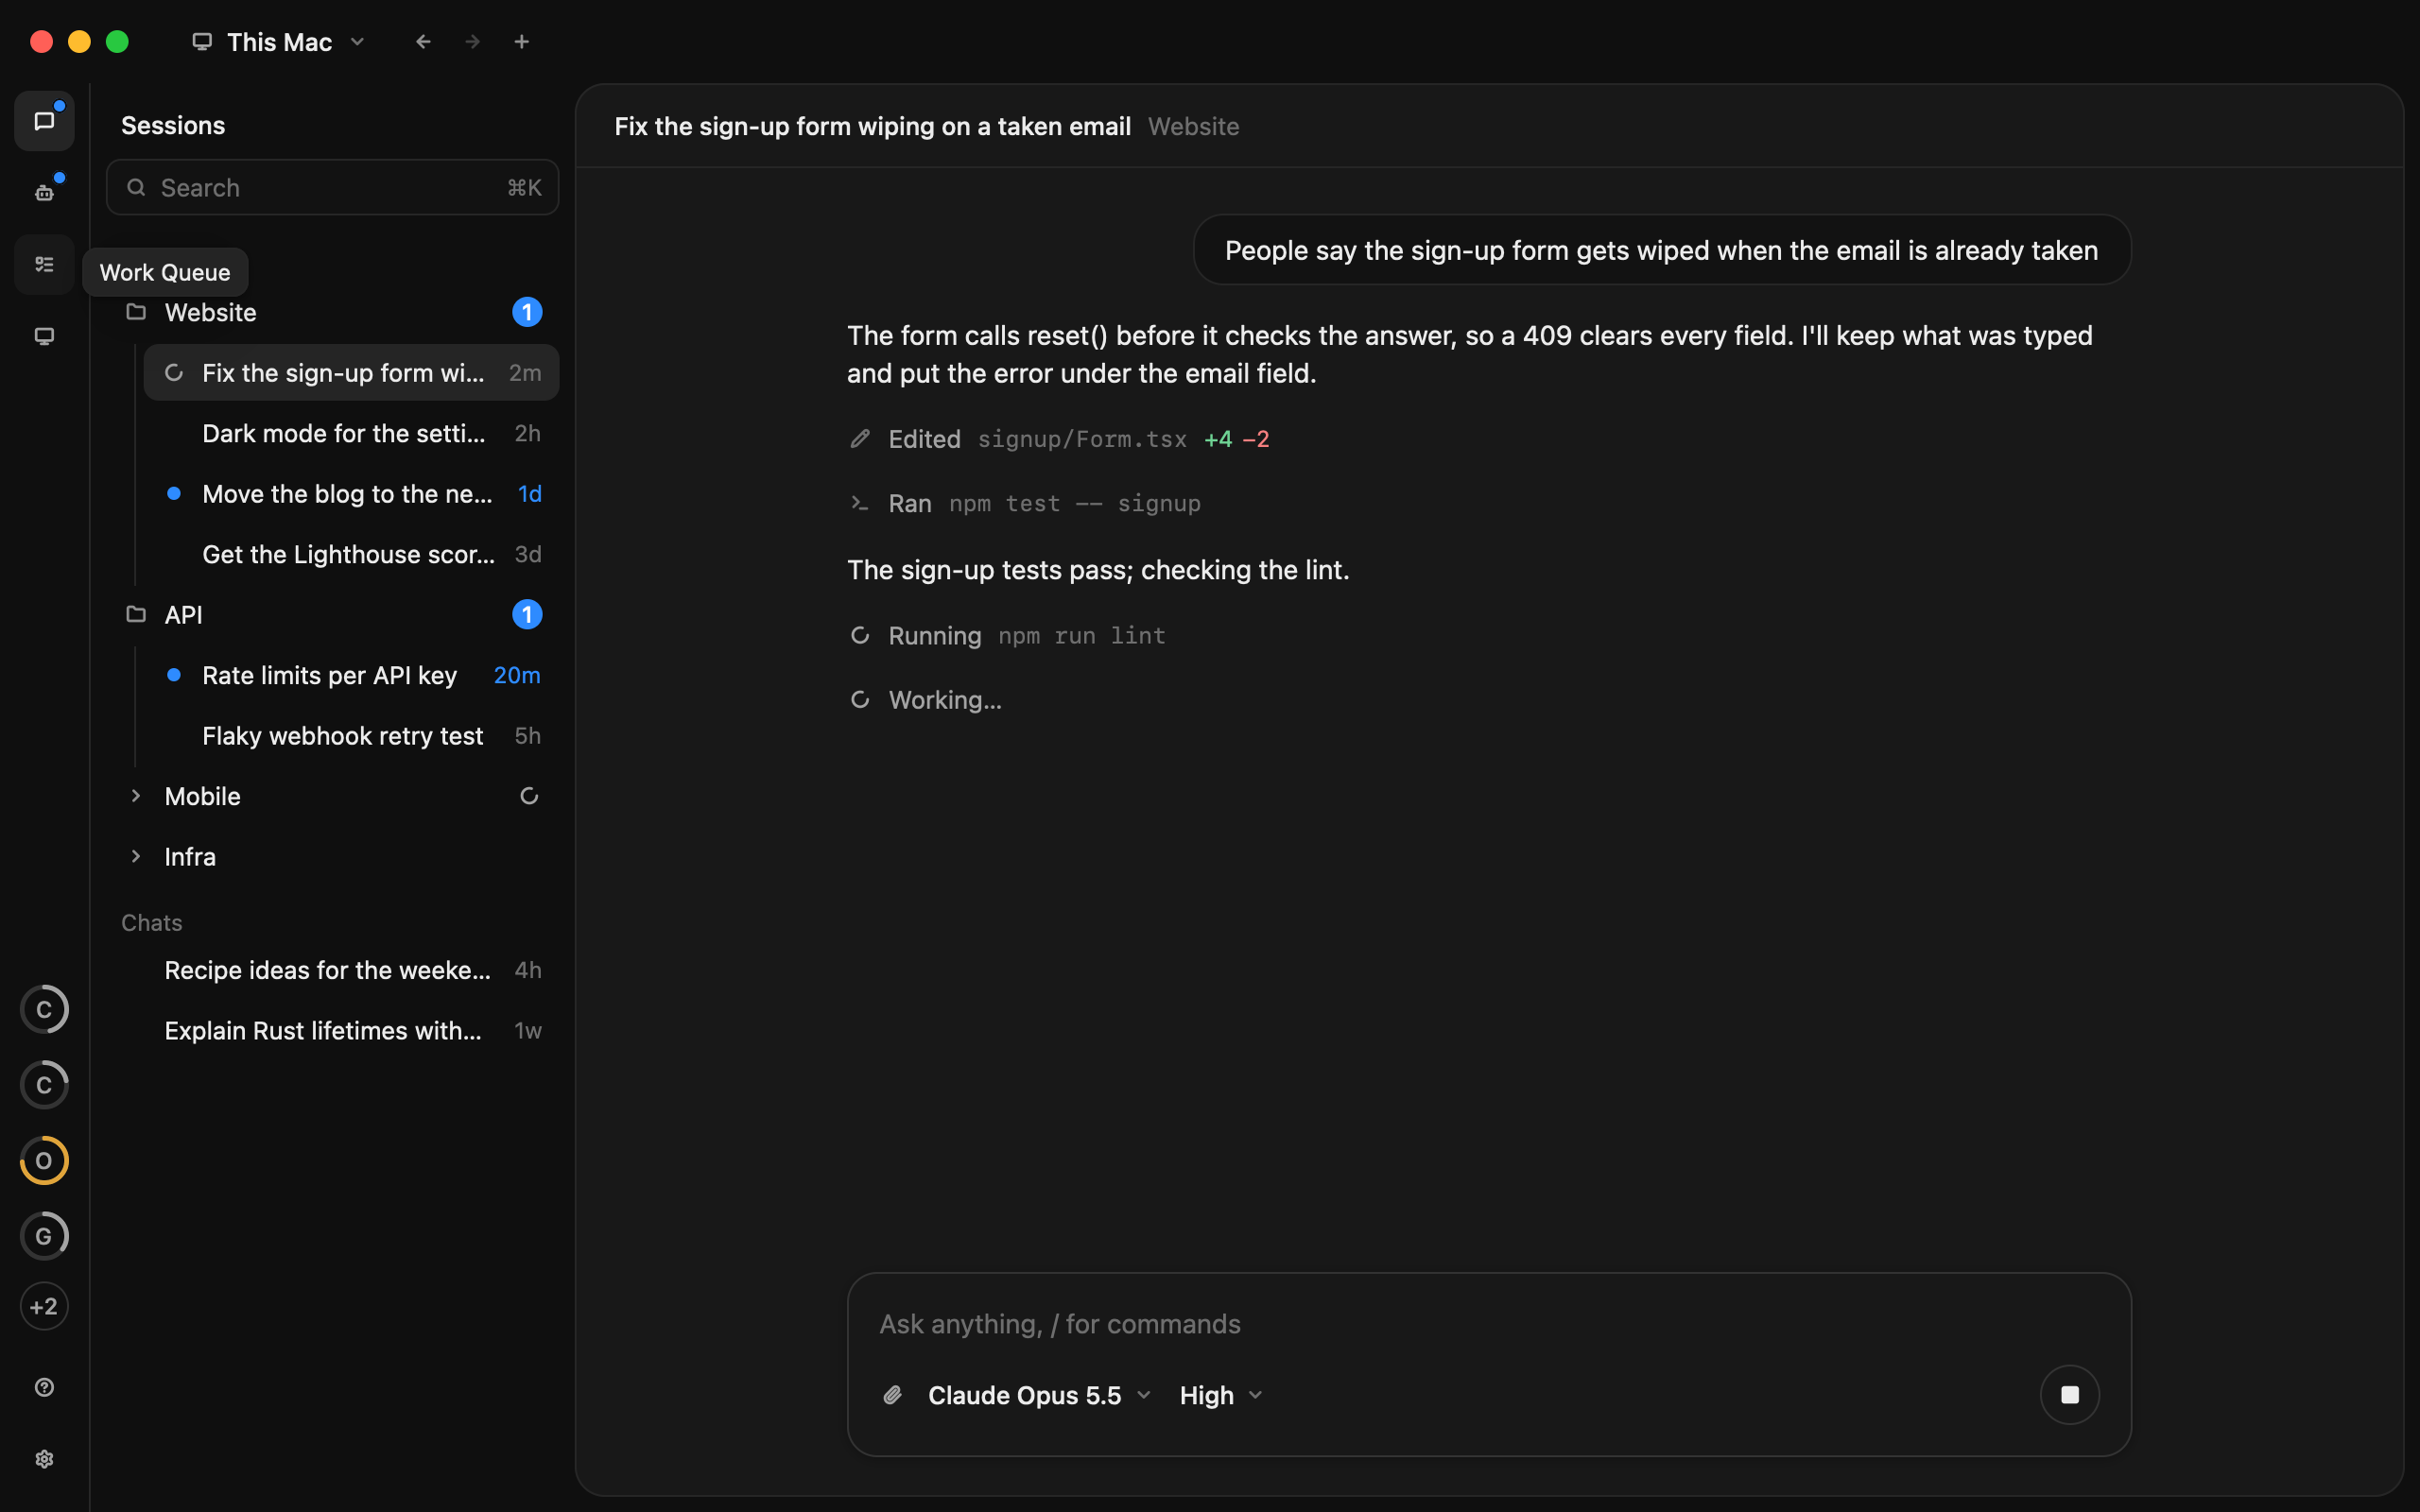 This Mac
Sessions
Search ⌘K
Work Queue
Website 1
Fix the sign-up form wi... 2m
Dark mode for the setti... 2h
Move the blog to the ne... 1d
Get the Lighthouse scor... 3d
API 1
Rate limits per API key 20m
Flaky webhook retry test 5h
Mobile
Infra
Chats
Recipe ideas for the weeke... 4h
Explain Rust lifetimes with... 1w
C
C
O
G
+2
Fix the sign-up form wiping on a taken email Website
People say the sign-up form gets wiped when the email is already taken
The form calls reset() before it checks the answer, so a 409 clears every field. I'll keep what was typed
and put the error under the email field.
Edited signup/Form.tsx +4 −2
Ran npm test -- signup
The sign-up tests pass; checking the lint.
Running npm run lint
Working...
Ask anything, / for commands
Claude Opus 5.5 High